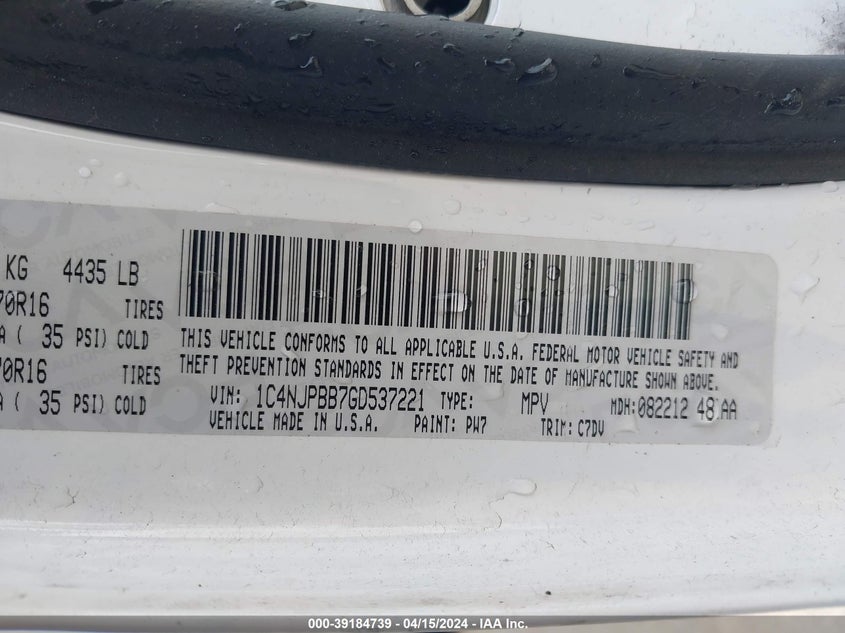 KG 4435 LB
70R16 TIRES
A ( 35 PSI) COLD
70R16 TIRES
A ( 35 PSI) COLD
THIS VEHICLE CONFORMS TO ALL APPLICABLE U.S.A. FEDERAL MOTOR VEHICLE SAFETY AND
THEFT PREVENTION STANDARDS IN EFFECT ON THE DATE OF MANUFACTURE SHOWN ABOVE.
VIN: 1C4NJPBB7GD537221 TYPE: MPV MDH:082212 48 AA
VEHICLE MADE IN U.S.A. PAINT: PW7 TRIM: C7DV
000-39184739 - 04/15/2024 - IAA Inc.